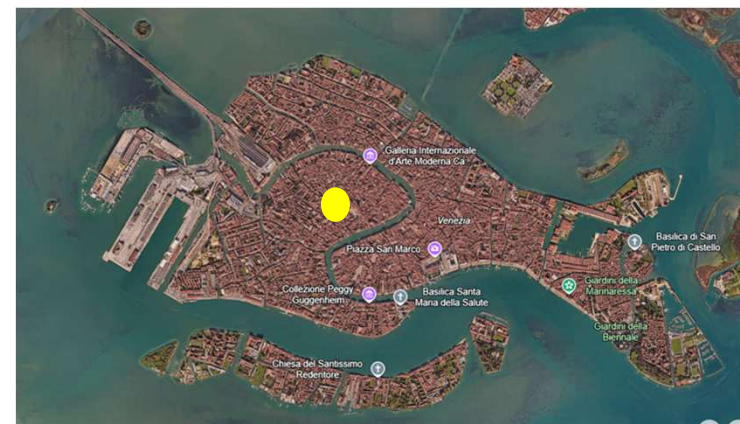 Galleria Internazionale
d'Arte Moderna Ca'
Venezia
Basilica di San
Pietro di Castello
Piazza San Marco
Giardini della
Marinaressa
Collezione Peggy
Guggenheim
Basilica Santa
Maria della Salute
Giardini della
Biennale
Chiesa del Santissimo
Redentore